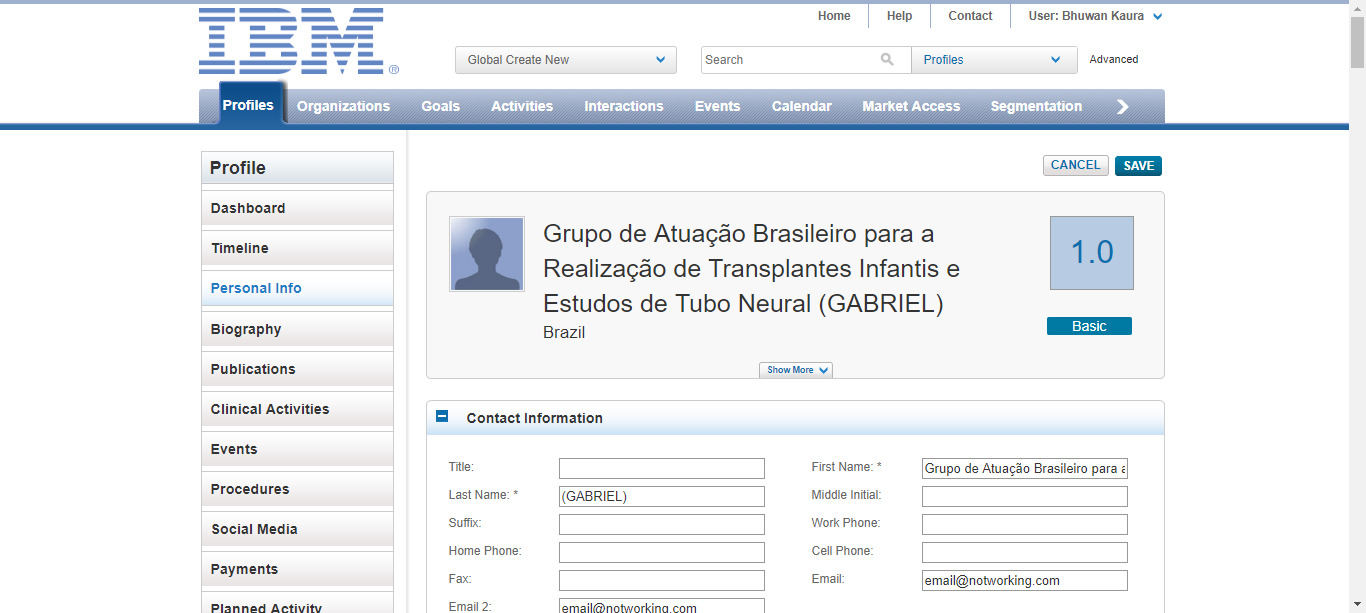 Home Help Contact User: Bhuwan Kaura
IBM®
Global Create New Search Profiles Advanced
Profiles Organizations Goals Activities Interactions Events Calendar Market Access Segmentation
Profile
Dashboard
Timeline
Personal Info
Biography
Publications
Clinical Activities
Events
Procedures
Social Media
Payments
Planned Activity
CANCEL SAVE
Grupo de Atuação Brasileiro para a
Realização de Transplantes Infantis e
Estudos de Tubo Neural (GABRIEL)
Brazil
1.0
Basic
Show More
Contact Information
Title: First Name: * Grupo de Atuação Brasileiro para a
Last Name: * (GABRIEL) Middle Initial:
Suffix: Work Phone:
Home Phone: Cell Phone:
Fax: Email: email@notworking.com
Email 2: email@notworking.com